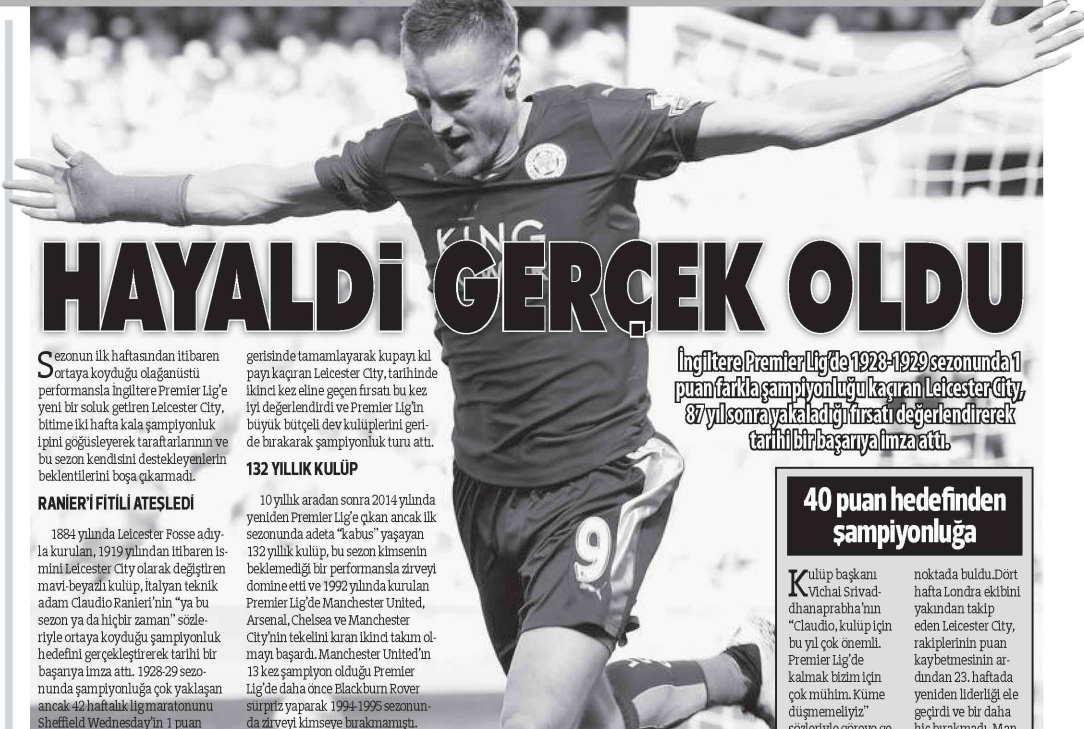 KING
HAYALDi GERÇEK OLDU
Sezonun ilk haftasından itibaren
ortaya koyduğu olağanüstü
performansla İngiltere Premier Lig'e
yeni bir soluk getiren Leicester City,
bitime iki hafta kala şampiyonluk
ipini göğüsleyerek taraftarlarının ve
bu sezon kendisini destekleyenlerin
beklentilerini boşa çıkarmadı.
RANİER'İ FİTİLİ ATEŞLEDİ
1884 yılında Leicester Fosse adıy-
la kurulan, 1919 yılından itibaren is-
mini Leicester City olarak değiştiren
mavi-beyazlı kulüp, İtalyan teknik
adam Claudio Ranieri'nin “ya bu
sezon ya da hiçbir zaman” sözle-
riyle ortaya koyduğu şampiyonluk
hedefini gerçekleştirerek tarihi bir
başarıya imza attı. 1928-29 sezo-
nunda şampiyonluğa çok yaklaşan
ancak 42 haftalık lig maratonunu
Sheffield Wednesday'in 1 puan
gerisinde tamamlayarak kupayı kıl
payı kaçıran Leicester City, tarihinde
ikinci kez eline geçen fırsatı bu kez
iyi değerlendirdi ve Premier Lig'in
büyük bütçeli dev kulüplerini geri-
de bırakarak şampiyonluk turu attı.
132 YILLIK KULÜP
10 yıllık aradan sonra 2014 yılında
yeniden Premier Lig'e çıkan ancak ilk
sezonunda adeta “kabus” yaşayan
132 yıllık kulüp, bu sezon kimsenin
beklemediği bir performansla zirveyi
domine etti ve 1992 yılında kurulan
Premier Lig'de Manchester United,
Arsenal, Chelsea ve Manchester
City'nin tekelini kıran ikinci takım ol-
mayı başardı. Manchester United'ın
13 kez şampiyon olduğu Premier
Lig'de daha önce Blackburn Rover
sürpriz yaparak 1994-1995 sezonun-
da zirveyi kimseye bırakmamıştı.
9
İngiltere Premier Lig'de 1928-1929 sezonunda 1
puan farkla şampiyonluğu kaçıran Leicester City,
87 yıl sonra yakaladığı fırsatı değerlendirerek
tarihi bir başarıya imza attı.
40 puan hedefinden
şampiyonluğa
Kulüp başkanı
Vichai Srivad-
dhanaprabha'nın
“Claudio, kulüp için
bu yıl çok önemli.
Premier Lig'de
kalmak bizim için
çok mühim. Küme
düşmemeliyiz”
sözleriyle göreve ge-
noktada buldu.Dört
hafta Londra ekibini
yakından takip
eden Leicester City,
rakiplerinin puan
kaybetmesinin ar-
dından 23. haftada
yeniden liderliği ele
geçirdi ve bir daha
hiç bırakmadı. Man-